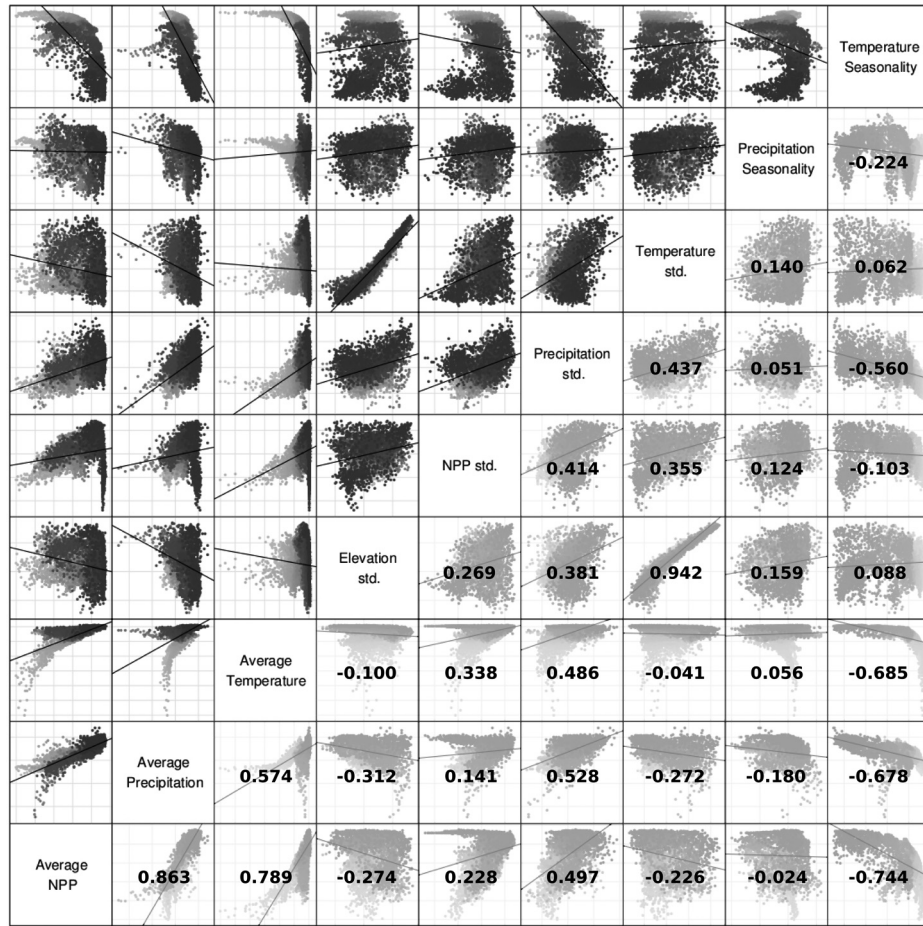 Temperature
Seasonality
Precipitation
Seasonality
-0.224
Temperature
std.
0.140
0.062
Precipitation
std.
0.437
0.051
-0.560
NPP std.
0.414
0.355
0.124
-0.103
Elevation
std.
0.269
0.381
0.942
0.159
0.088
Average
Temperature
-0.100
0.338
0.486
-0.041
0.056
-0.685
Average
Precipitation
0.574
-0.312
0.141
0.528
-0.272
-0.180
-0.678
Average
NPP
0.863
0.789
-0.274
0.228
0.497
-0.226
-0.024
-0.744